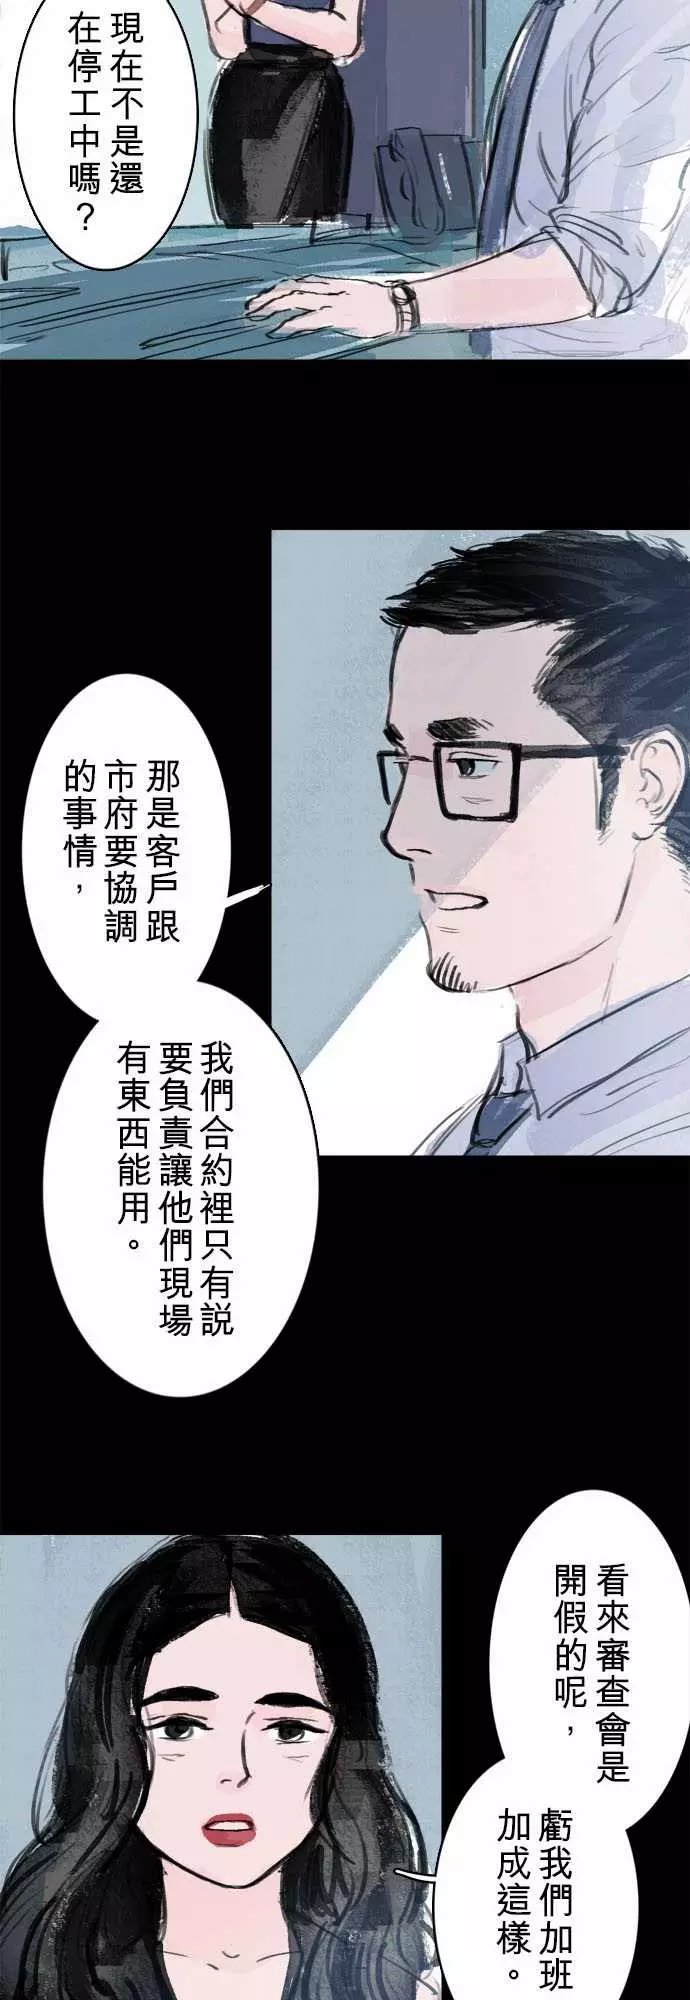 現在不是還
在停工中嗎？
那是客戶跟
市府要協調
的事情，
我們合約裡只有説
要負責讓他們現場
有東西能用。
看來審查會是
開假的呢，
虧我們加班
加成這樣。